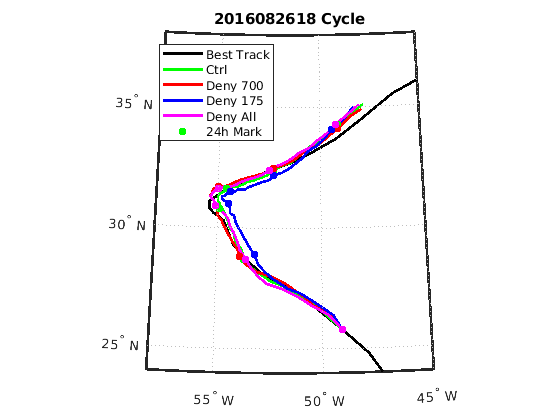 2016082618 Cycle
Best Track
Ctrl
Deny 700
Deny 175
Deny All
24h Mark
35° N
30° N
25° N
55° W
50° W
45° W